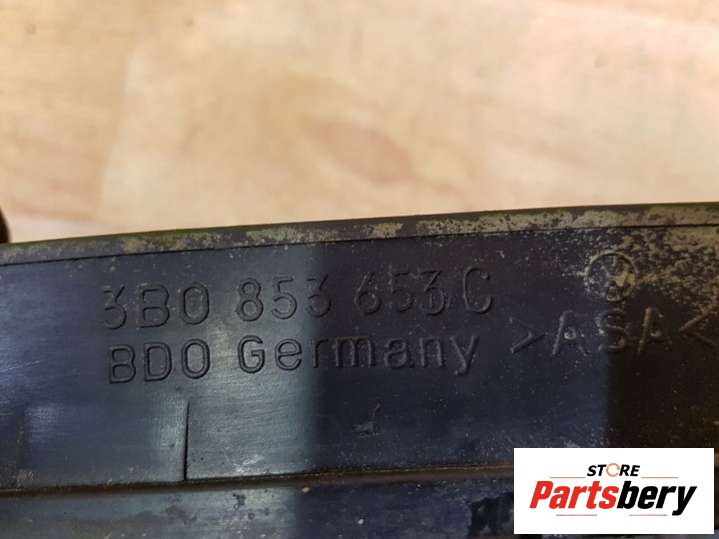 3B0 853 653 C
BDO Germany >ASA<
STORE
Partsbery